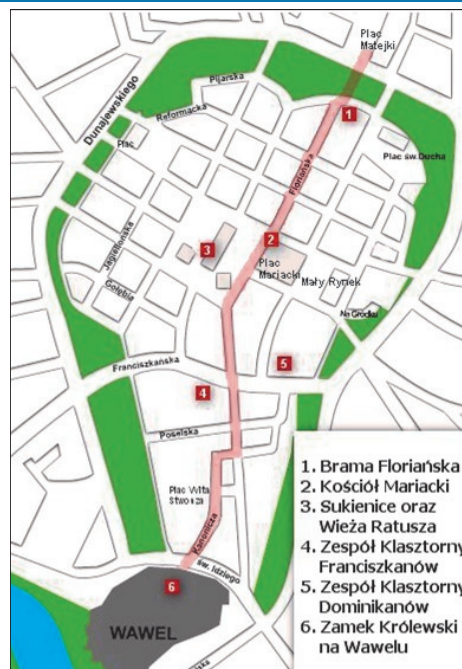 Plac
Matejki
Pijarska
Dunajewskiego
Reformacka
1
Plac
Plac św.Ducha
Floriańska
2
3
Jagiellońska
Plac
Mariacki
Mały Rynek
Gołębia
Na Gródku
Franciszkańska
5
4
Poselska
Plac Wita
Stwosza
Kanonicza
św. Idziego
6
WAWEL
1. Brama Floriańska
2. Kościół Mariacki
3. Sukienice oraz
Wieża Ratusza
4. Zespół Klasztorny
Franciszkanów
5. Zespół Klasztorny
Dominikanów
6. Zamek Królewski
na Wawelu